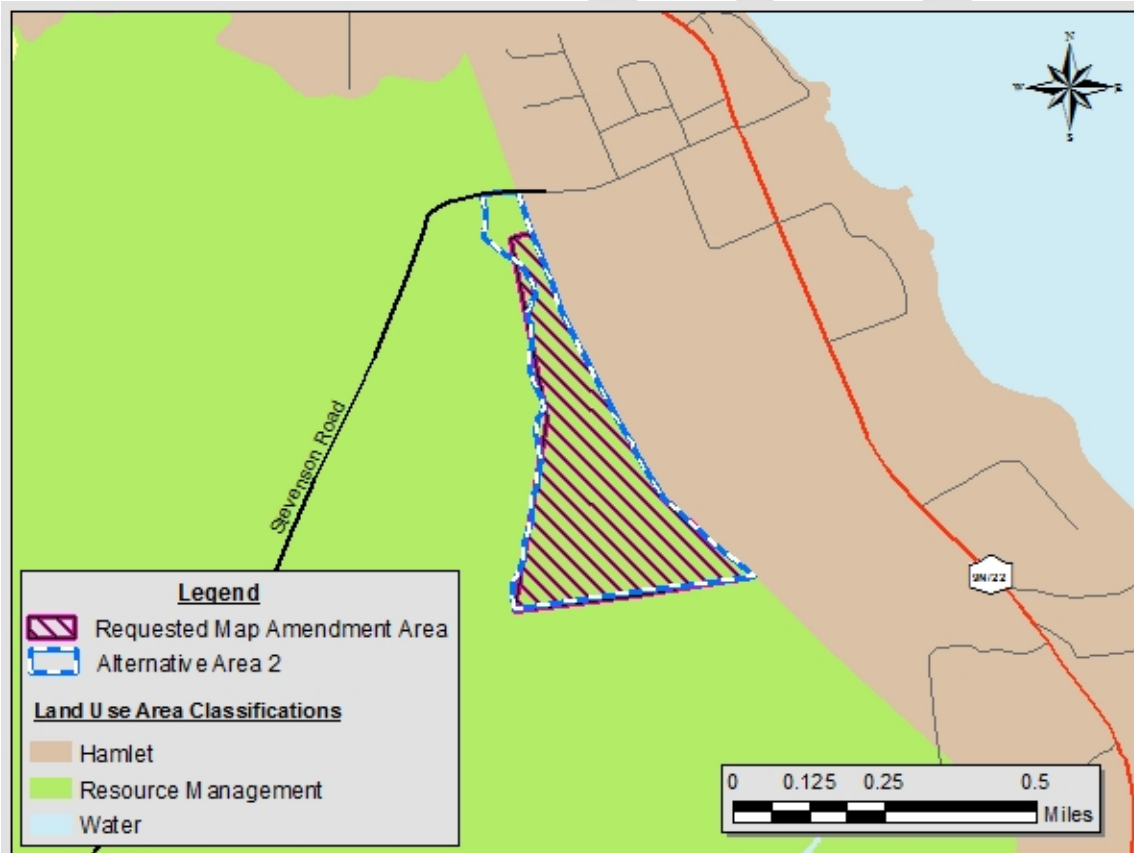 N
W E
S
Stevenson Road
9N/22
Legend
Requested Map Amendment Area
Alternative Area 2
Land Use Area Classifications
Hamlet
Resource Management
Water
0 0.125 0.25 0.5
Miles